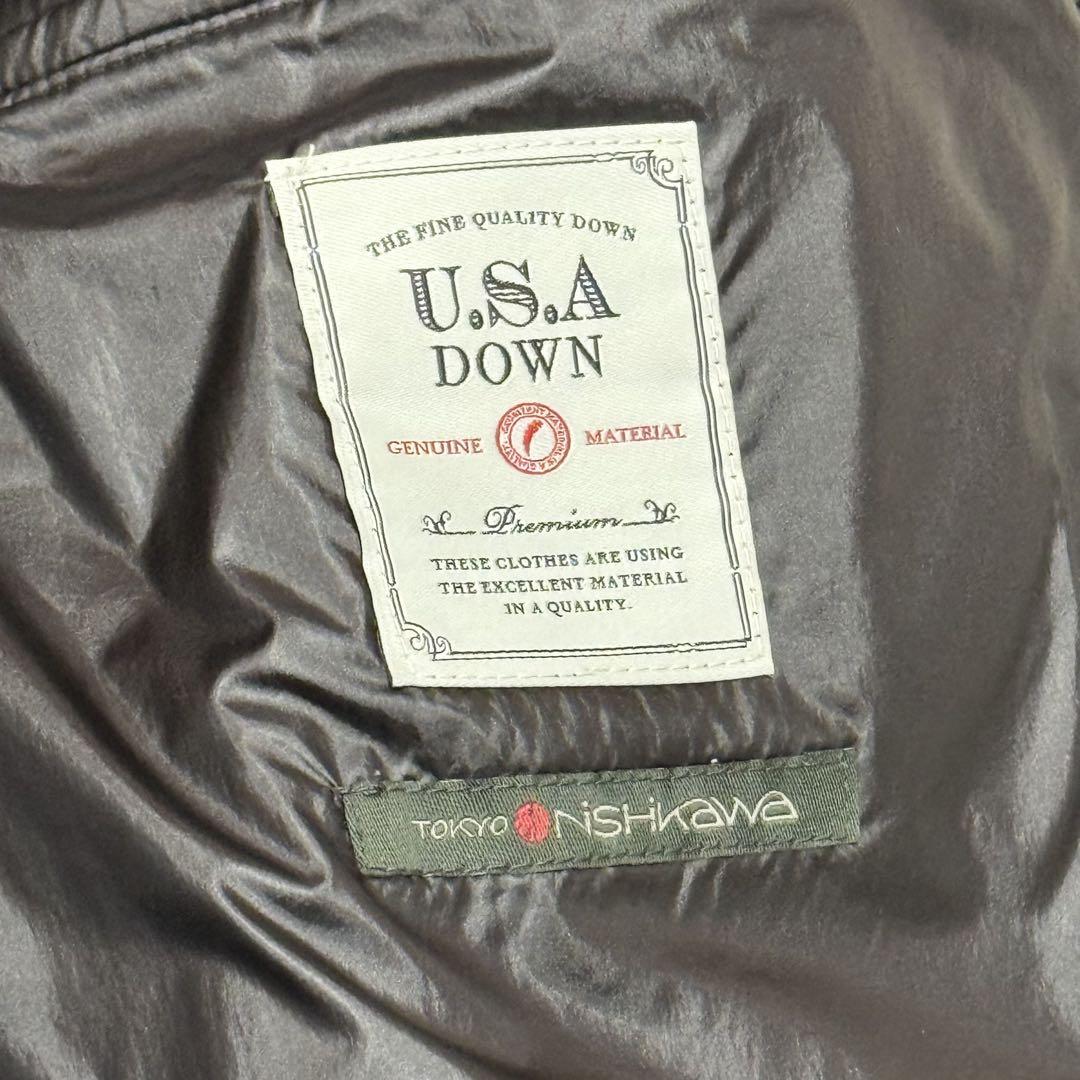 THE FINE QUALITY DOWN
U.S.A
DOWN
GENUINE MATERIAL
Premium
THESE CLOTHES ARE USING
THE EXCELLENT MATERIAL
IN A QUALITY.
TOKYO NiSHiKaWa